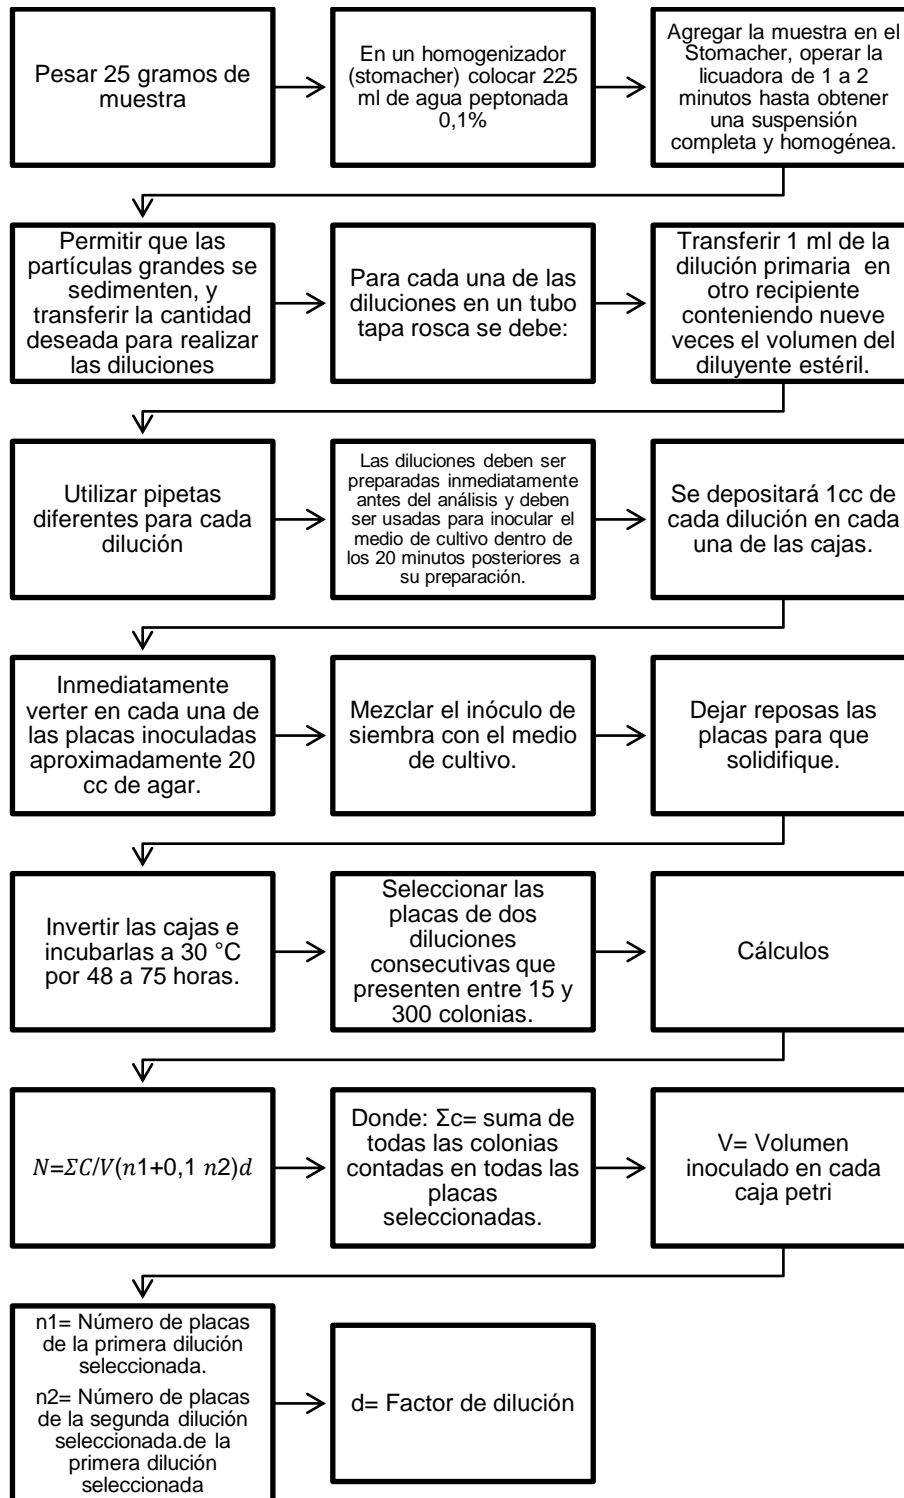 Pesar 25 gramos de
muestra
En un homogenizador
(stomacher) colocar 225
ml de agua peptonada
0,1%
Agregar la muestra en el
Stomacher, operar la
licuadora de 1 a 2
minutos hasta obtener
una suspensión
completa y homogénea.
Permitir que las
partículas grandes se
sedimenten, y
transferir la cantidad
deseada para realizar
las diluciones
Para cada una de las
diluciones en un tubo
tapa rosca se debe:
Transferir 1 ml de la
dilución primaria en
otro recipiente
conteniendo nueve
veces el volumen del
diluyente estéril.
Utilizar pipetas
diferentes para cada
dilución
Las diluciones deben ser
preparadas inmediatamente
antes del análisis y deben
ser usadas para inocular el
medio de cultivo dentro de
los 20 minutos posteriores a
su preparación.
Se depositará 1cc de
cada dilución en cada
una de las cajas.
Inmediatamente
verter en cada una de
las placas inoculadas
aproximadamente 20
cc de agar.
Mezclar el inóculo de
siembra con el medio
de cultivo.
Dejar reposas las
placas para que
solidifique.
Invertir las cajas e
incubarlas a 30 °C
por 48 a 75 horas.
Seleccionar las
placas de dos
diluciones
consecutivas que
presenten entre 15 y
300 colonias.
Cálculos
N=ΣC/V(n1+0,1 n2)d
Donde: Σc= suma de
todas las colonias
contadas en todas las
placas
seleccionadas.
V= Volumen
inoculado en cada
caja petri
n1= Número de placas
de la primera dilución
seleccionada.
n2= Número de placas
de la segunda dilución
seleccionada.de la
primera dilución
seleccionada
d= Factor de dilución